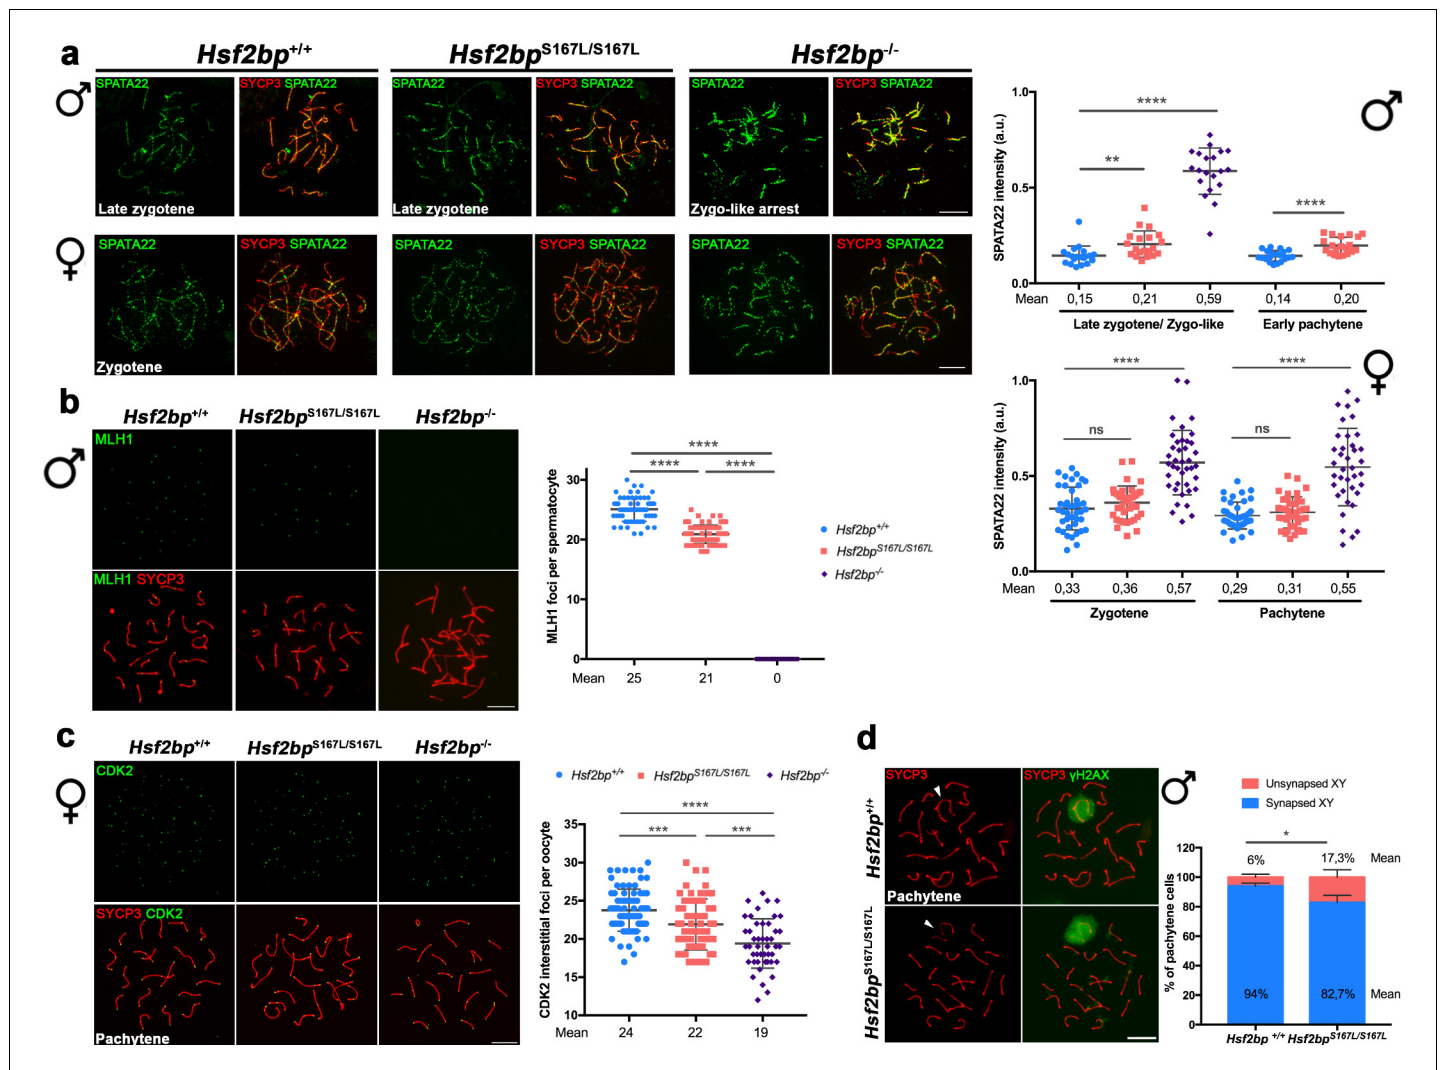 a
Hsf2bp+/+ Hsf2bpS167L/S167L Hsf2bp-/-
♂
SPATA22 SYCP3 SPATA22 SPATA22 SYCP3 SPATA22 SPATA22 SYCP3 SPATA22
Late zygotene Late zygotene Zygo-like arrest
♀
SPATA22 SYCP3 SPATA22 SPATA22 SYCP3 SPATA22 SPATA22 SYCP3 SPATA22
Zygotene
♂
SPATA22 intensity (a.u.)
1.0
0.5
0.0
****
**
****
Mean 0,15 0,21 0,59 0,14 0,20
Late zygotene/ Zygo-like Early pachytene
♀
SPATA22 intensity (a.u.)
1.0
0.5
0.0
**** ****
ns ns
Mean 0,33 0,36 0,57 0,29 0,31 0,55
Zygotene Pachytene
b
Hsf2bp+/+ Hsf2bpS167L/S167L Hsf2bp-/-
♂
MLH1
MLH1 SYCP3
MLH1 foci per spermatocyte
30
20
10
0
****
**** ****
Mean 25 21 0
Hsf2bp+/+
Hsf2bpS167L/S167L
Hsf2bp-/-
c
Hsf2bp+/+ Hsf2bpS167L/S167L Hsf2bp-/-
♀
CDK2
SYCP3 CDK2
Pachytene
Hsf2bp+/+ Hsf2bpS167L/S167L Hsf2bp-/-
CDK2 interstitial foci per oocyte
35
30
25
20
15
10
****
*** ***
Mean 24 22 19
d
SYCP3 SYCP3 γH2AX
Hsf2bp+/+
Pachytene
Hsf2bpS167L/S167L
♂
Unsynapsed XY
Synapsed XY
% of pachytene cells
120
100
80
60
40
20
0
*
6% 17,3% Mean
94% 82,7% Mean
Hsf2bp +/+ Hsf2bpS167L/S167L